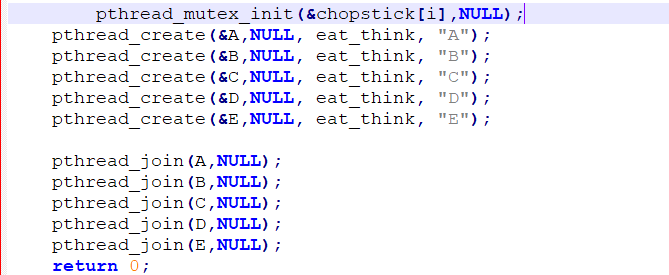 pthread_mutex_init(&chopstick[i],NULL);
pthread_create(&A,NULL, eat_think, "A");
pthread_create(&B,NULL, eat_think, "B");
pthread_create(&C,NULL, eat_think, "C");
pthread_create(&D,NULL, eat_think, "D");
pthread_create(&E,NULL, eat_think, "E");
pthread_join(A,NULL);
pthread_join(B,NULL);
pthread_join(C,NULL);
pthread_join(D,NULL);
pthread_join(E,NULL);
return 0;